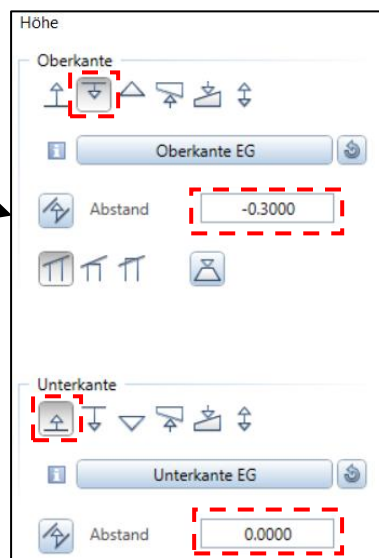 Höhe
Oberkante
Oberkante EG
Abstand -0.3000
Unterkante
Unterkante EG
Abstand 0.0000